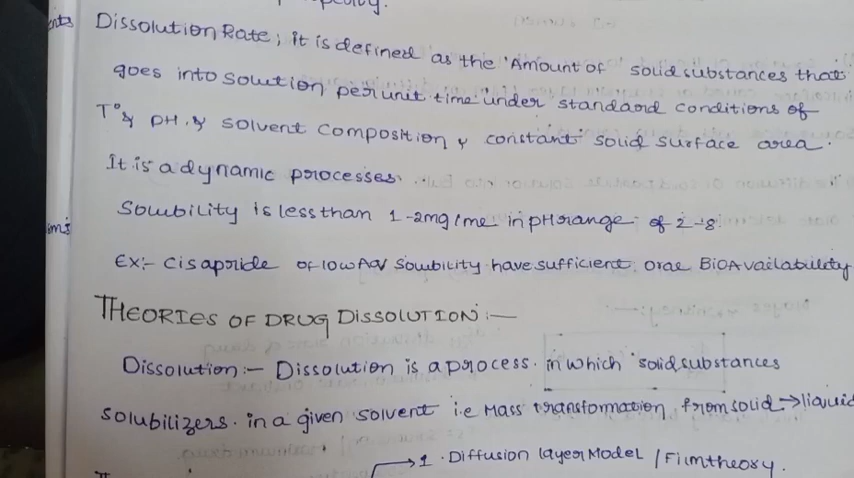 Dissolution Rate; it is defined as the "Amount of solid substances that
goes into solution per unit time" under standard conditions of
T° & pH & solvent composition & constant solid surface area.
It is a dynamic processes.
Solubility is less than 1-2mg/ml in pH range of 2-8.
Ex:- Cisapride of low Aq solubility have sufficient oral BioAvailability
THEORIES OF DRUG DISSOLUTION :-
Dissolution :- Dissolution is a process in which solid substances
solubilizers. in a given solvent i.e Mass transformation from solid → liquid
→ 1. Diffusion layer Model / Film theory.